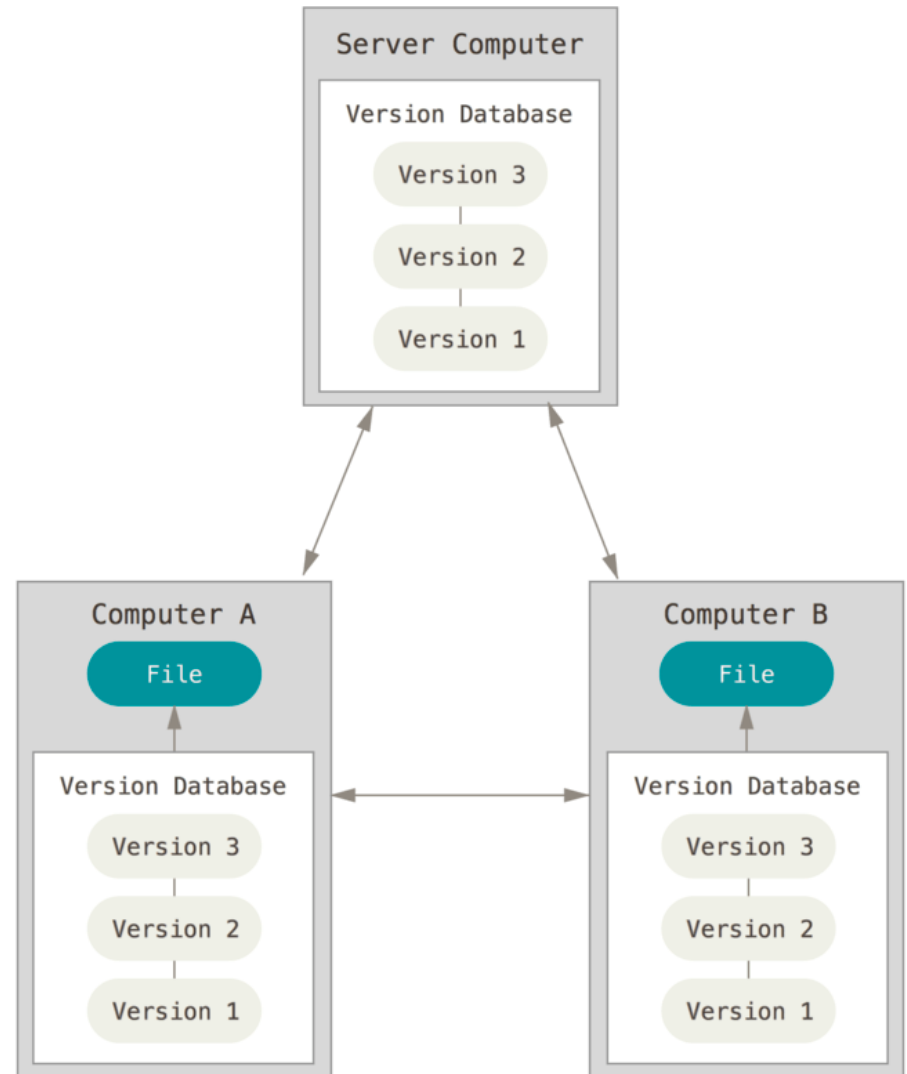 Server Computer
Version Database
Version 3
Version 2
Version 1
Computer A
File
Version Database
Version 3
Version 2
Version 1
Computer B
File
Version Database
Version 3
Version 2
Version 1